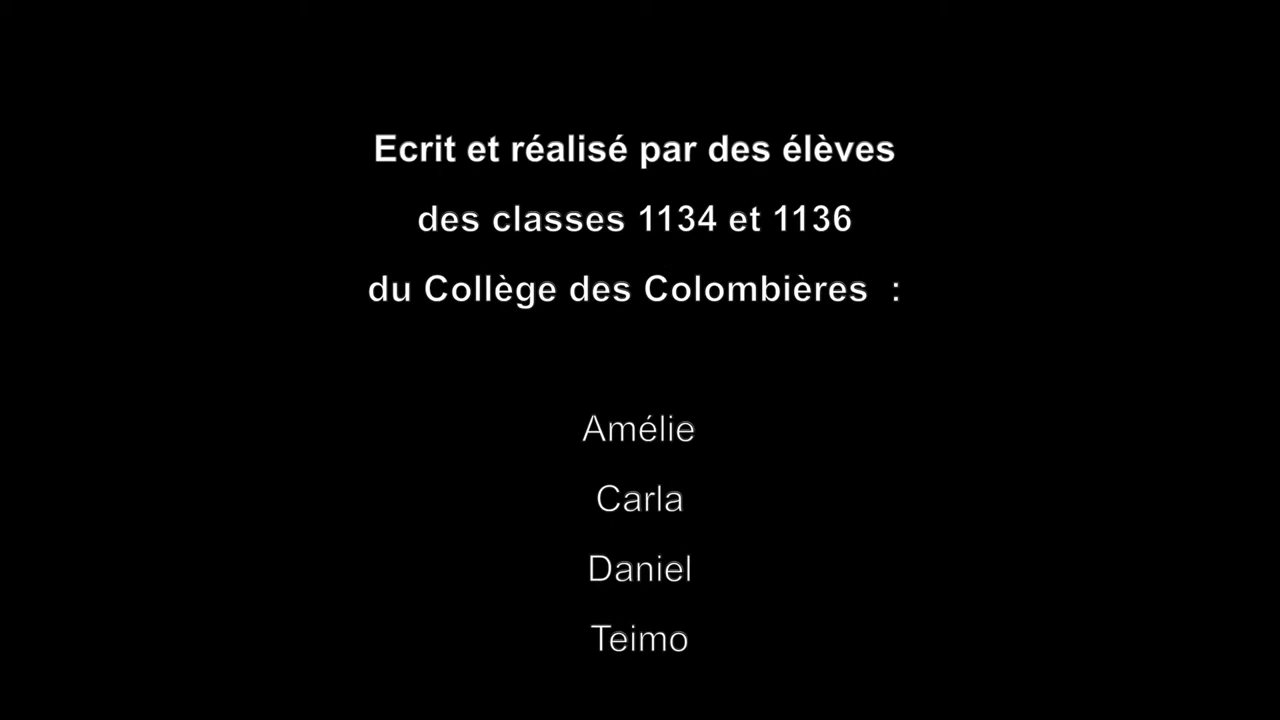 Ecrit et réalisé par des élèves
des classes 1134 et 1136
du Collège des Colombières  :
Amélie
Carla
Daniel
Teimo